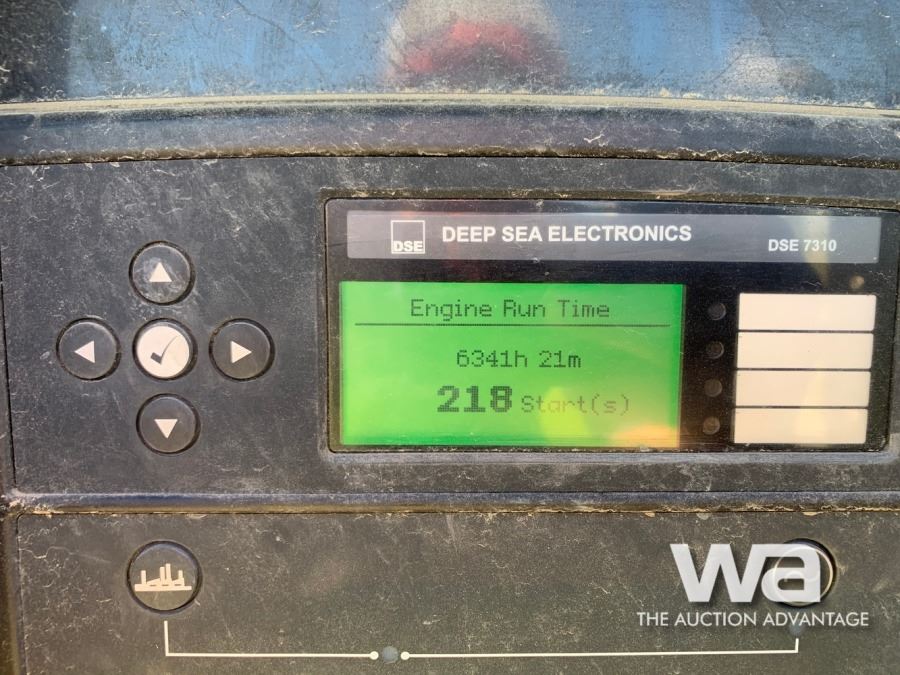 DSE
DEEP SEA ELECTRONICS
DSE 7310
Engine Run Time
6341h 21m
218 Start(s)
wa
THE AUCTION ADVANTAGE